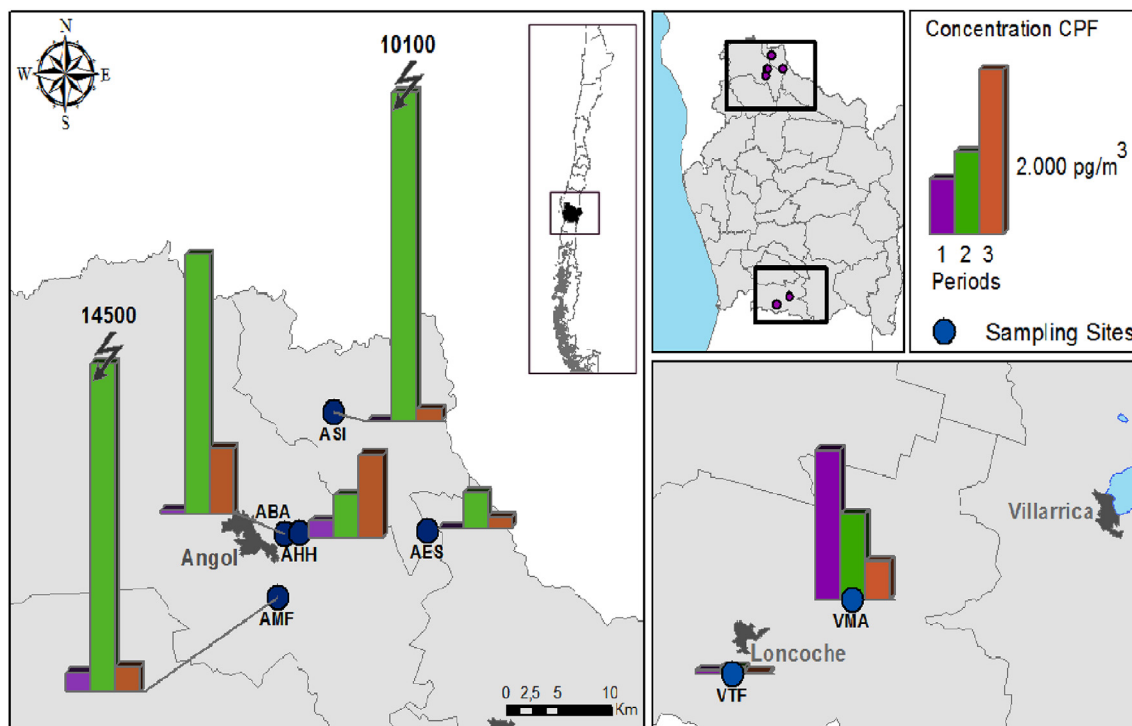 N
W E
S
10100
14500
ASI
ABA
AHH
AES
Angol
AMF
0 2,5 5 10
Km
Concentration CPF
2.000 pg/m³
1 2 3
Periods
Sampling Sites
Villarrica
VMA
Loncoche
VTF